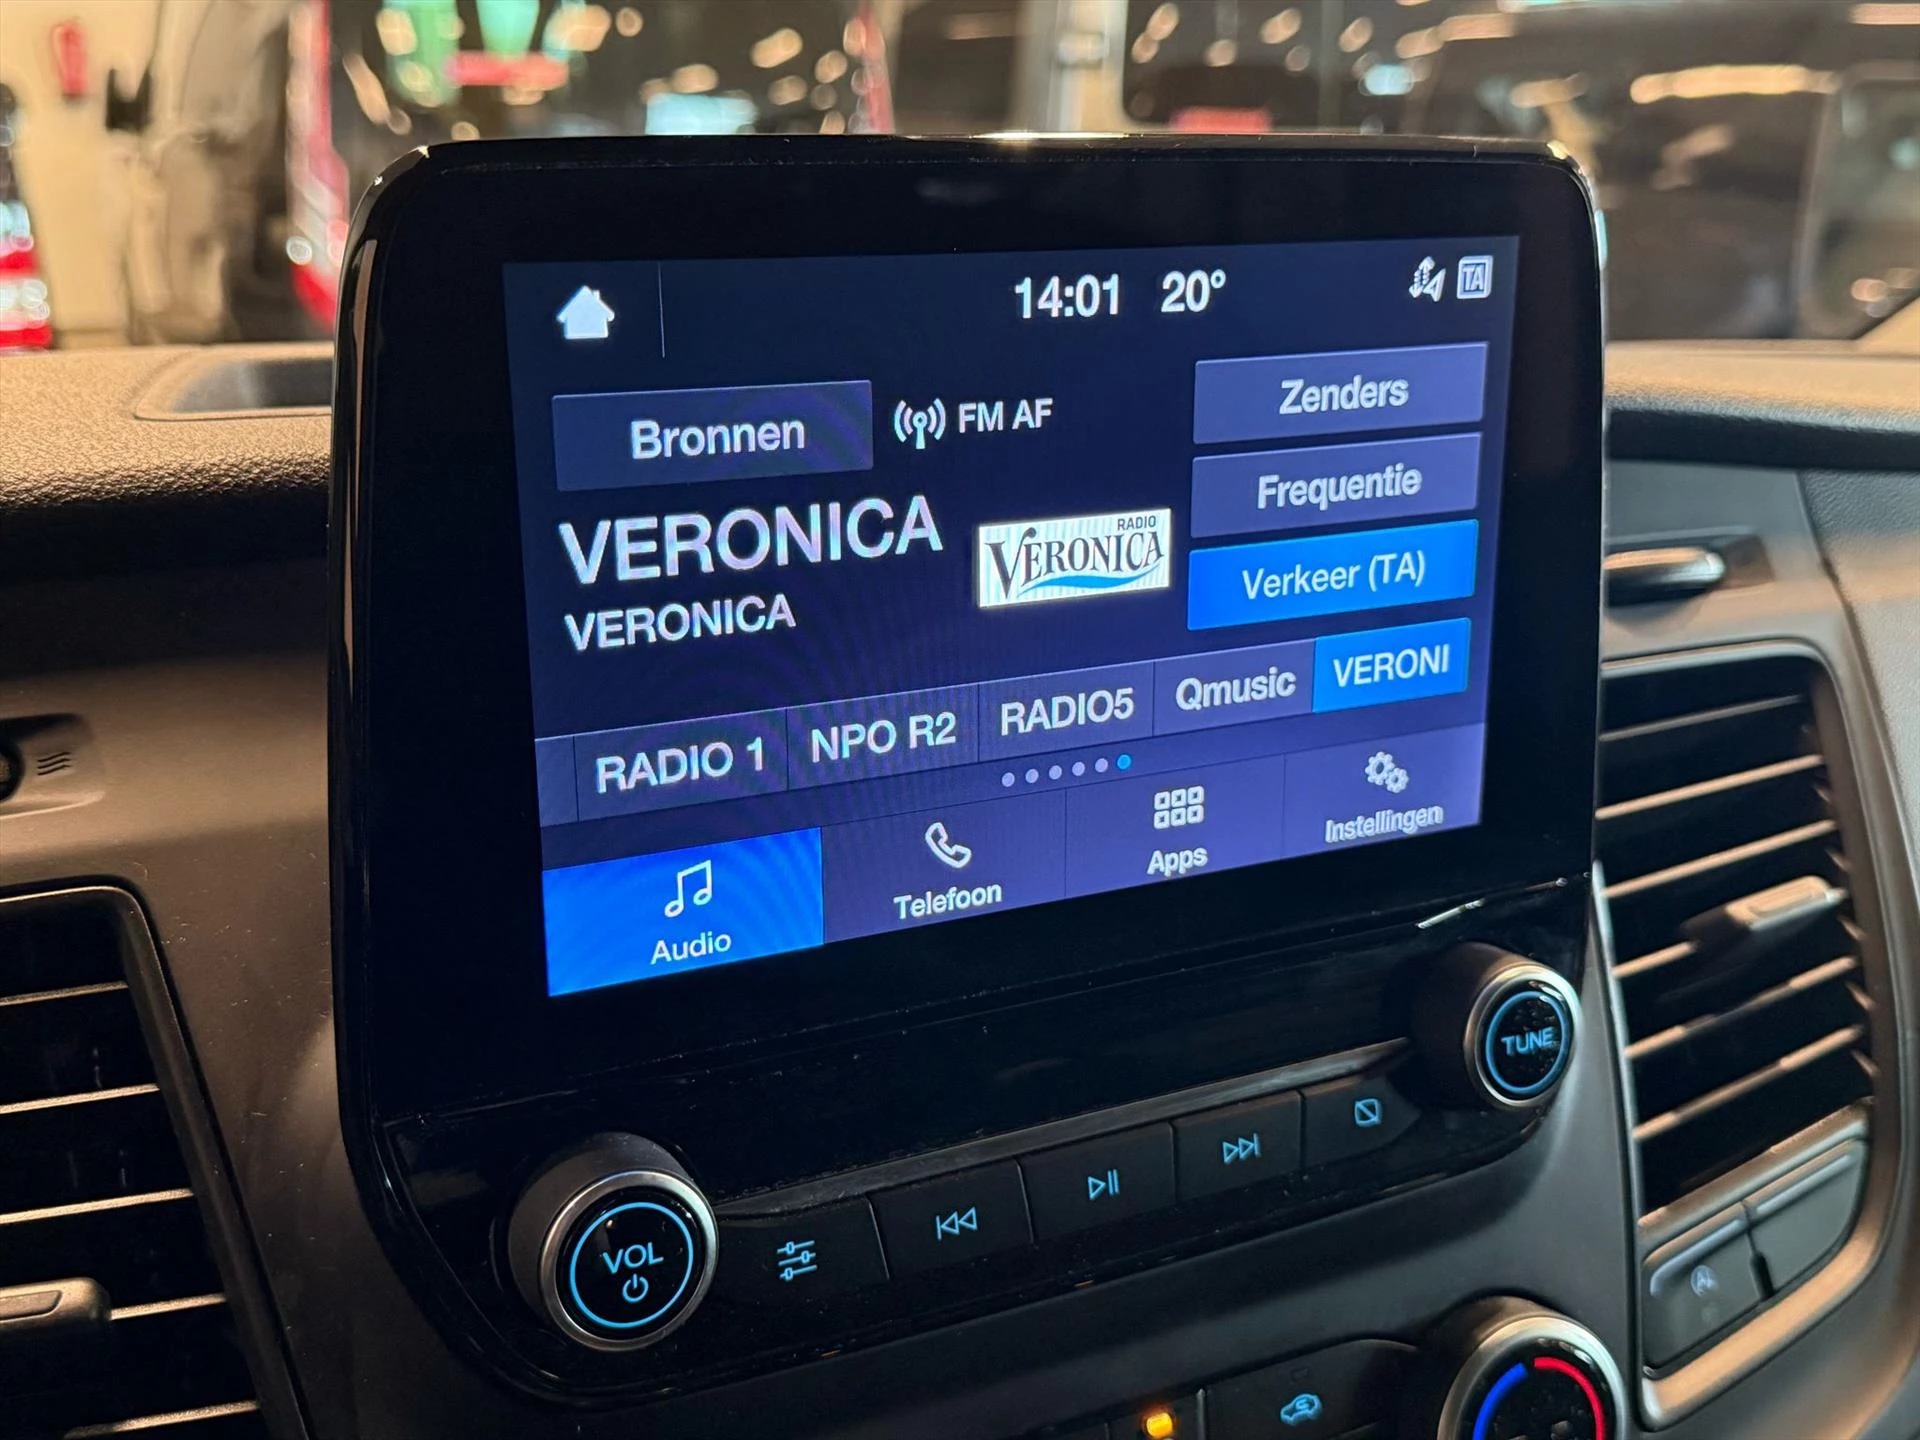 14:01 20°
TA
Bronnen
FM AF
Zenders
Frequentie
Verkeer (TA)
VERONICA
VERONICA
RADIO
VERONICA
RADIO 1
NPO R2
RADIO5
Qmusic
VERONI
Audio
Telefoon
Apps
Instellingen
TUNE
VOL